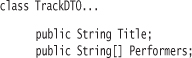 class TrackDTO...
public String Title;
public String[] Performers;